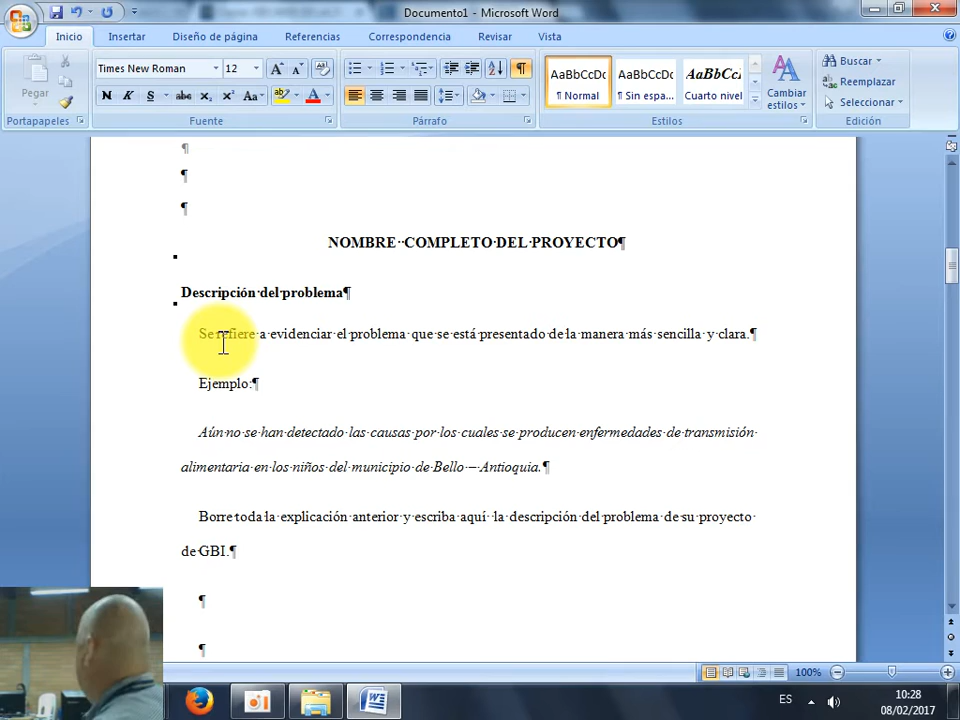 Documento1 - Microsoft Word
Inicio Insertar Diseño de página Referencias Correspondencia Revisar Vista
Pegar
Portapapeles
Times New Roman 12
N K S abc x₂ x² Aa
Fuente
Párrafo
AaBbCcDc AaBbCcDc AaBbCcI
¶ Normal ¶ Sin espa... Cuarto nivel
Cambiar estilos
Estilos
Buscar
Reemplazar
Seleccionar
Edición
¶
¶
¶
NOMBRE COMPLETO DEL PROYECTO¶
Descripción del problema¶
Se refiere a evidenciar el problema que se está presentado de la manera más sencilla y clara.¶
Ejemplo:¶
Aún no se han detectado las causas por los cuales se producen enfermedades de transmisión
alimentaria en los niños del municipio de Bello – Antioquia.¶
Borre toda la explicación anterior y escriba aquí la descripción del problema de su proyecto
de GBI.¶
¶
¶
100%
ES
10:28
08/02/2017